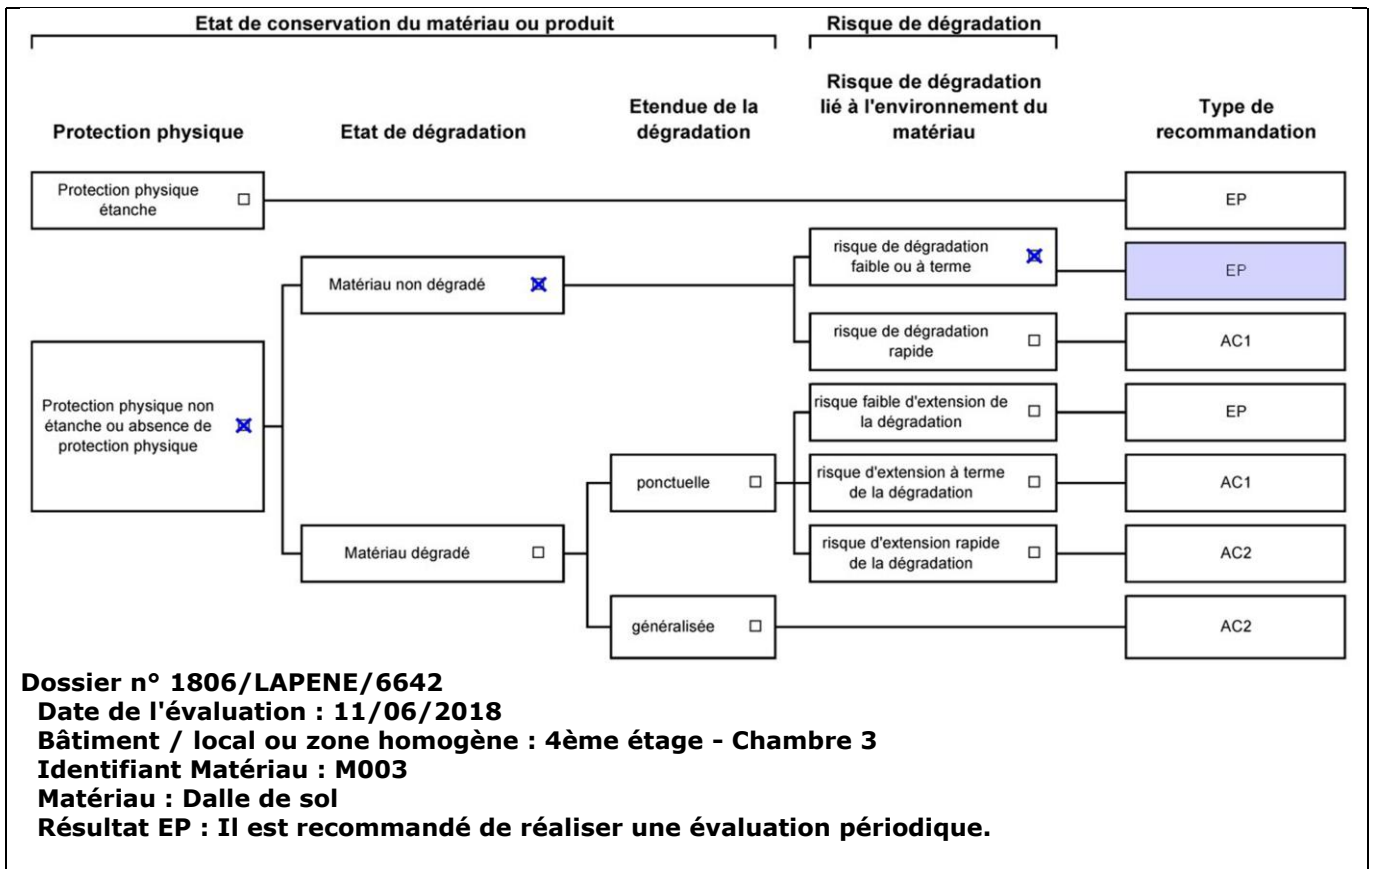 Etat de conservation du matériau ou produit
Risque de dégradation
Protection physique
Etat de dégradation
Etendue de la
dégradation
Risque de dégradation
lié à l'environnement du
matériau
Type de
recommandation
Protection physique
étanche
EP
risque de dégradation
faible ou à terme
EP
Matériau non dégradé
risque de dégradation
rapide
AC1
Protection physique non
étanche ou absence de
protection physique
risque faible d'extension de
la dégradation
EP
ponctuelle
risque d'extension à terme
de la dégradation
AC1
Matériau dégradé
risque d'extension rapide
de la dégradation
AC2
généralisée
AC2
Dossier n° 1806/LAPENE/6642
Date de l'évaluation : 11/06/2018
Bâtiment / local ou zone homogène : 4ème étage - Chambre 3
Identifiant Matériau : M003
Matériau : Dalle de sol
Résultat EP : Il est recommandé de réaliser une évaluation périodique.